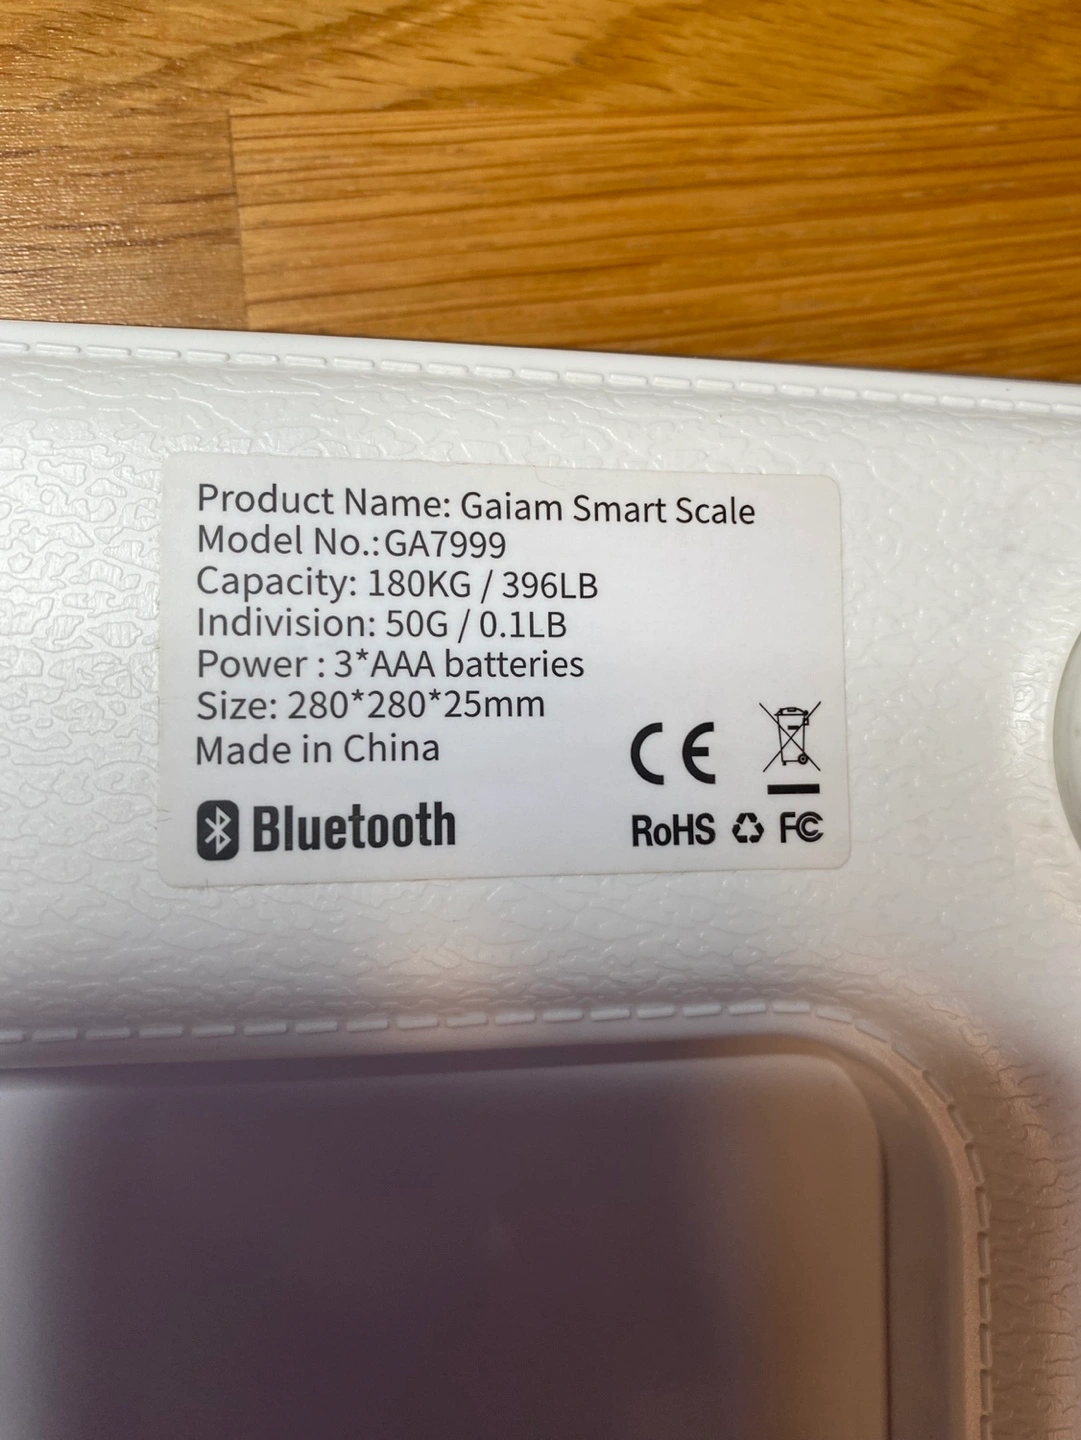 Product Name: Gaiam Smart Scale
Model No.:GA7999
Capacity: 180KG / 396LB
Indivision: 50G / 0.1LB
Power : 3*AAA batteries
Size: 280*280*25mm
Made in China
CE
Bluetooth
RoHS FC